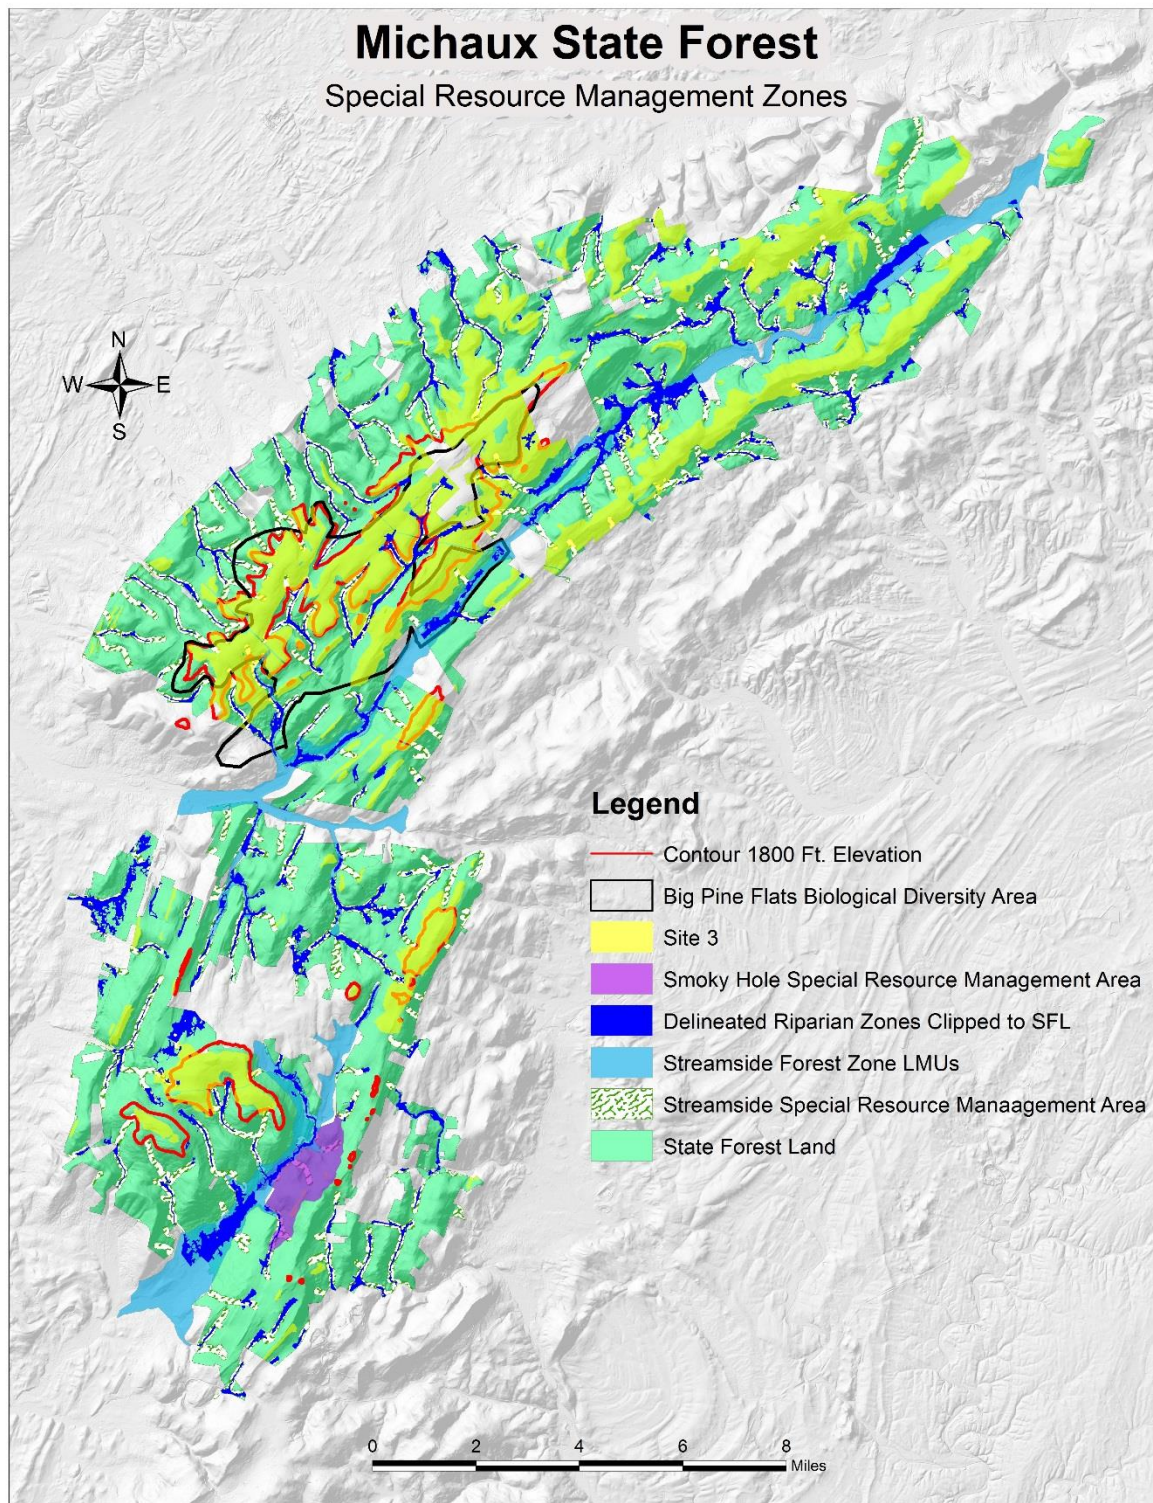 Michaux State Forest
Special Resource Management Zones
N
W E
S
Legend
Contour 1800 Ft. Elevation
Big Pine Flats Biological Diversity Area
Site 3
Smoky Hole Special Resource Management Area
Delineated Riparian Zones Clipped to SFL
Streamside Forest Zone LMUs
Streamside Special Resource Manaagement Area
State Forest Land
0 2 4 6 8
Miles